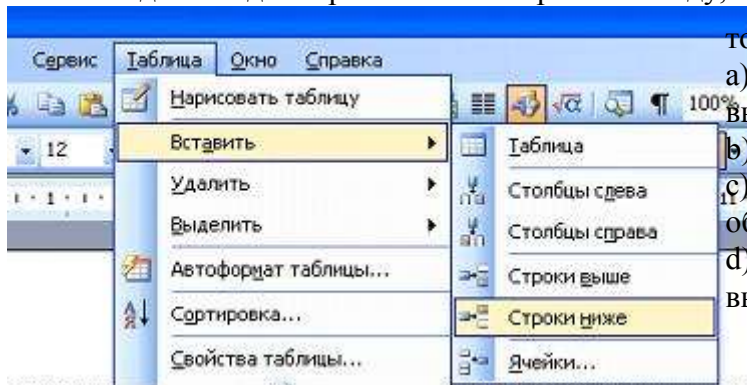 Сервис Таблица Окно Справка
Нарисовать таблицу
100%
12
Вставить
Таблица
Удалить
Столбцы слева
Выделить
Столбцы справа
Автоформат таблицы...
Строки выше
Сортировка...
Строки ниже
Свойства таблицы...
Ячейки...
a)
b)
c)
d)